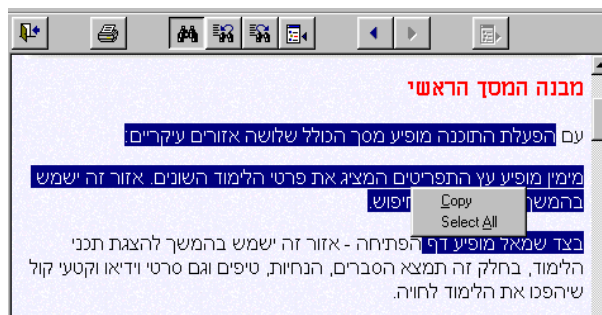 מבנה המסך הראשי
עם הפעלת התוכנה מופיע מסך הכולל שלושה אזורים עיקריים:
מימין מופיע עץ התפריטים המציג את פרטי הלימוד השונים. אזור זה ישמש
בהמשך חיפוש.
Copy
Select All
בצד שמאל מופיע דף הפתיחה - אזור זה ישמש בהמשך להצגת תכני
הלימוד, בחלק זה תמצא הסברים, הנחיות, טיפים וגם סרטי וידיאו וקטעי קול
שיהפכו את הלימוד לחויה.